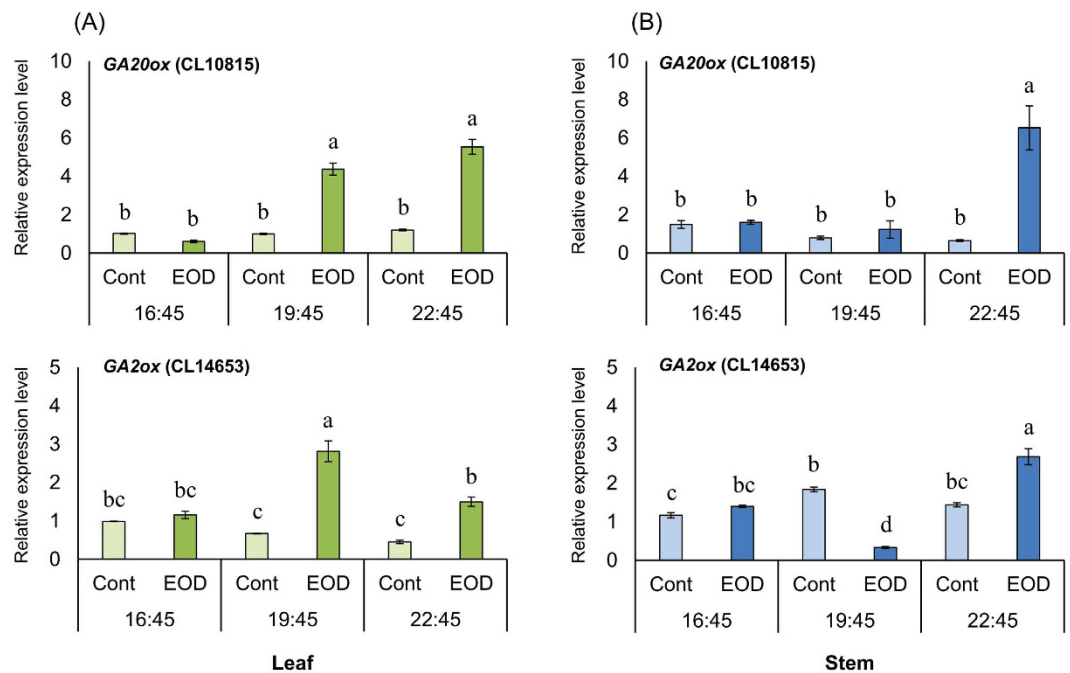 (A)
Relative expression level
GA20ox (CL10815)
10
8
6
4
2
0
b
b
b
a
b
a
Cont EOD Cont EOD Cont EOD
16:45 19:45 22:45
(B)
Relative expression level
GA20ox (CL10815)
10
8
6
4
2
0
b
b
b
b
b
a
Cont EOD Cont EOD Cont EOD
16:45 19:45 22:45
Relative expression level
GA2ox (CL14653)
5
4
3
2
1
0
bc
bc
c
a
c
b
Cont EOD Cont EOD Cont EOD
16:45 19:45 22:45
Leaf
Relative expression level
GA2ox (CL14653)
5
4
3
2
1
0
c
bc
b
d
bc
a
Cont EOD Cont EOD Cont EOD
16:45 19:45 22:45
Stem